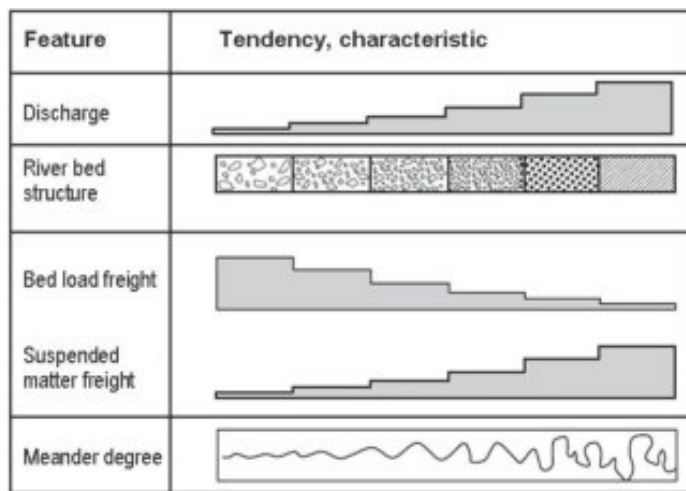 Feature
Tendency, characteristic
Discharge
River bed
structure
Bed load freight
Suspended
matter freight
Meander degree